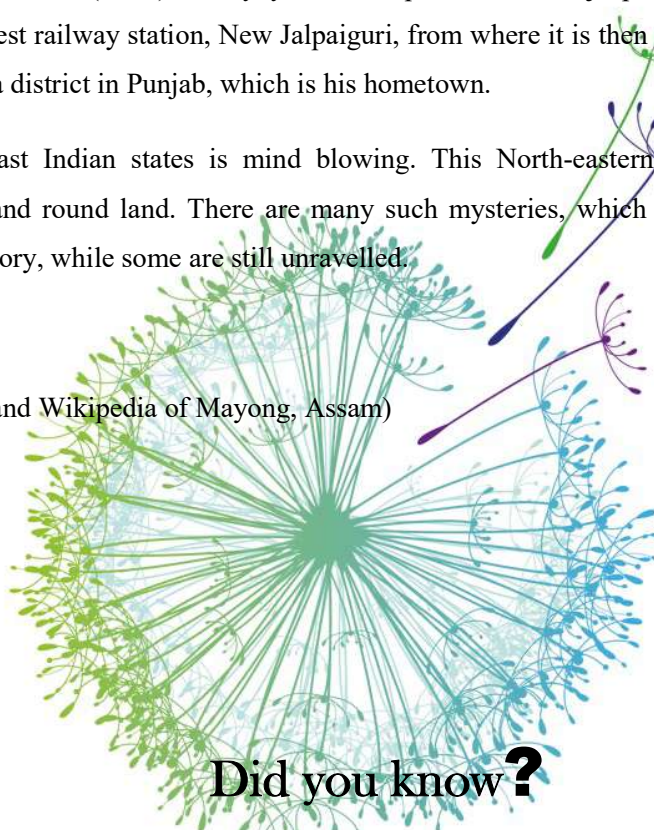 est railway station, New Jalpaiguri, from where it is then
a district in Punjab, which is his hometown.
ast Indian states is mind blowing. This North-eastern
and round land. There are many such mysteries, which
ory, while some are still unravelled.
and Wikipedia of Mayong, Assam)
Did you know?